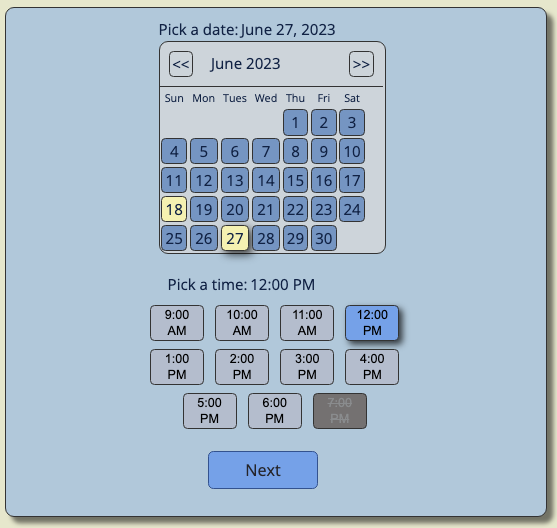 Pick a date: June 27, 2023
<< June 2023 >>
Sun Mon Tues Wed Thu Fri Sat
1 2 3
4 5 6 7 8 9 10
11 12 13 14 15 16 17
18 19 20 21 22 23 24
25 26 27 28 29 30
Pick a time: 12:00 PM
9:00 AM 10:00 AM 11:00 AM 12:00 PM
1:00 PM 2:00 PM 3:00 PM 4:00 PM
5:00 PM 6:00 PM 7:00 PM
Next